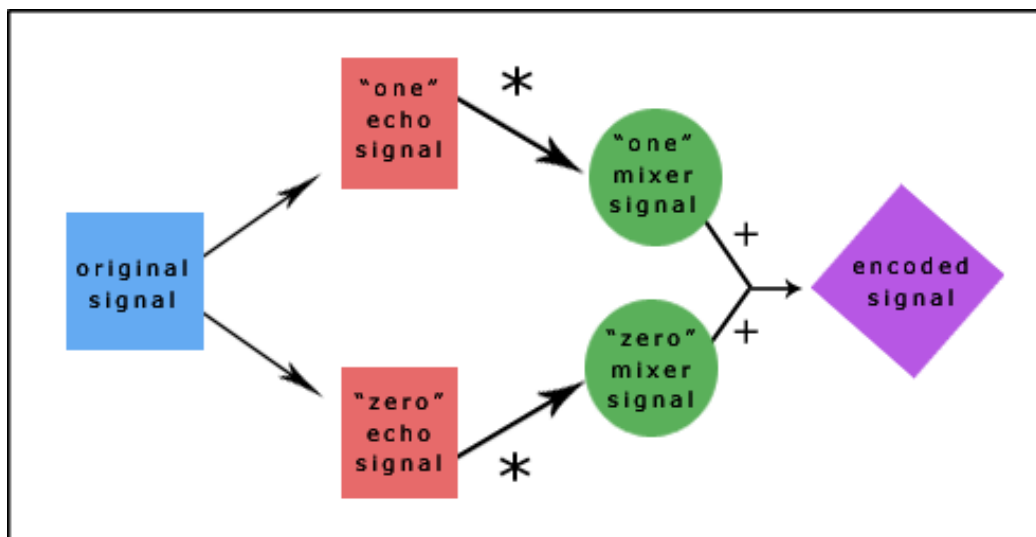 original
signal
“one”
echo
signal
*
“one”
mixer
signal
+
“zero”
echo
signal
*
“zero”
mixer
signal
+
encoded
signal